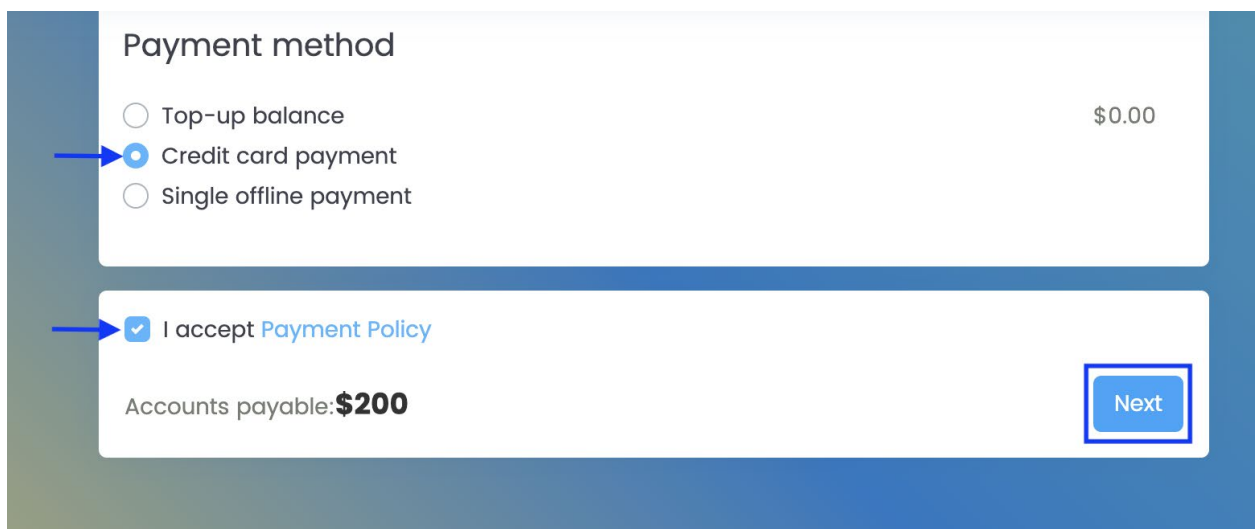 Payment method
Top-up balance $0.00
Credit card payment
Single offline payment
I accept Payment Policy
Accounts payable:$200
Next